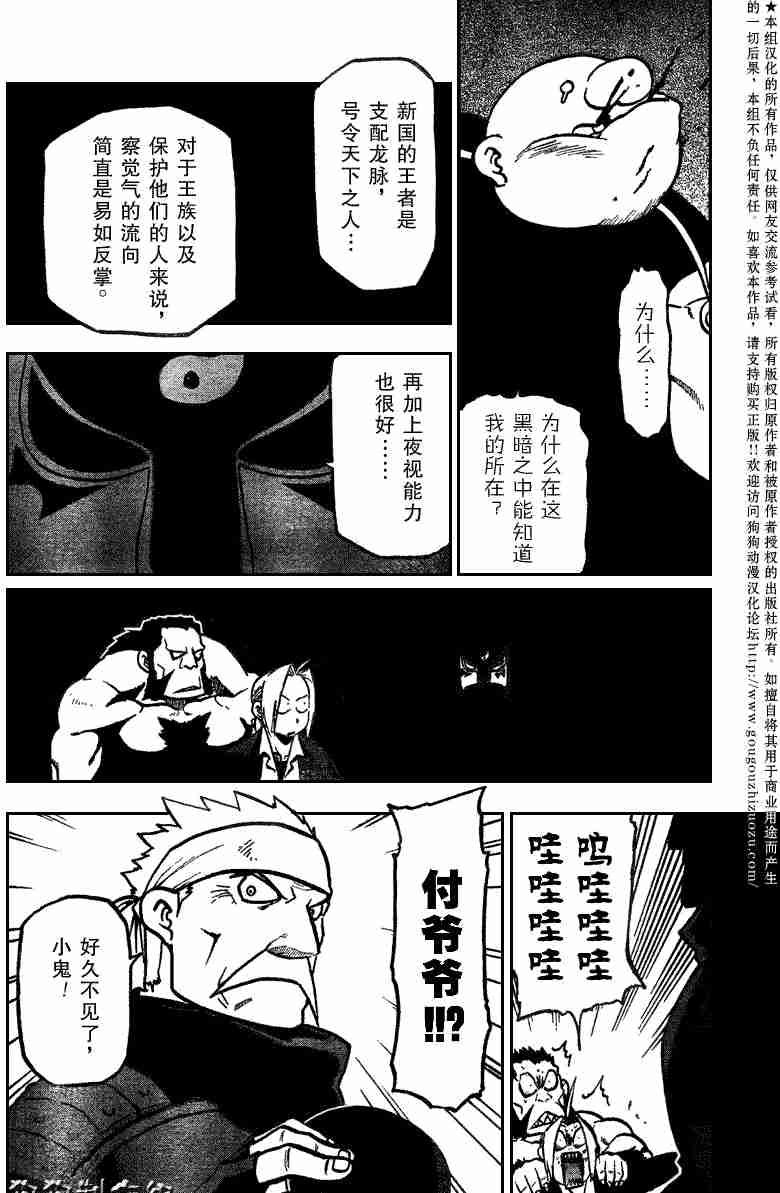 为什么……
为什么在这
黑暗之中能知道
我的所在？
新国的王者是
支配龙脉，
号令天下之人…
对于王族以及
保护他们的人来说，
察觉气的流向
简直是易如反掌。
再加上夜视能力
也很好……
呜哇哇哇
哇哇哇哇
付爷爷!!?
好久不见了，
小鬼！
★本组汉化的所有作品，仅供网友交流参考试看，所有版权归原作者和被原作者授权的出版社所有。如擅自将其用于商业用途而产生
的一切后果，本组不负任何责任。如喜欢本作品，请支持购买正版!!欢迎访问狗狗动漫汉化论坛http://www.gougouzhizuozu.com/